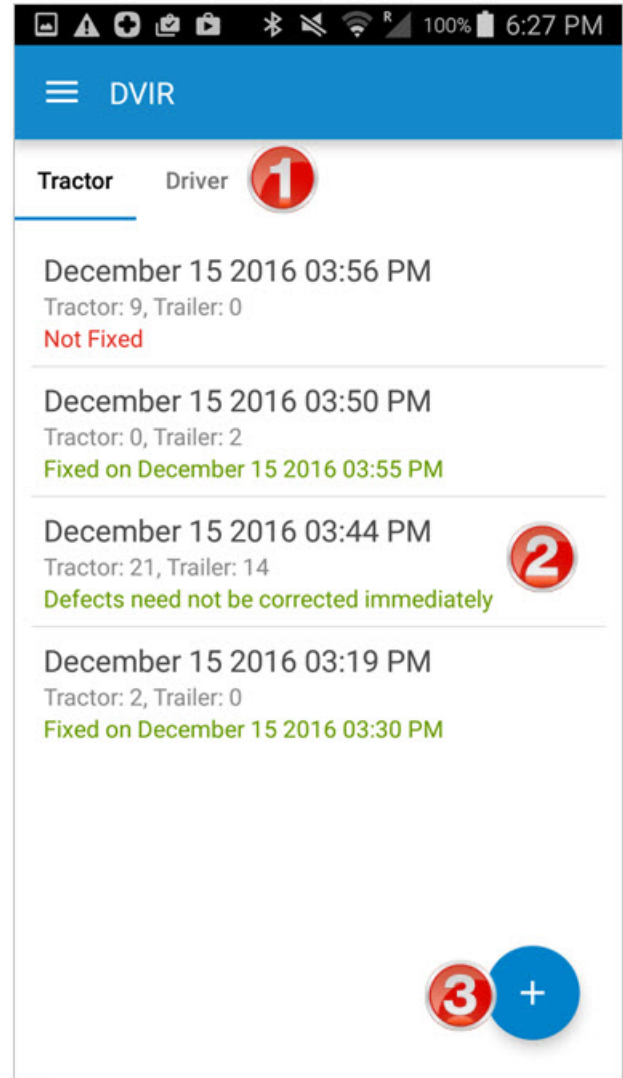 R 100% 6:27 PM
DVIR
Tractor Driver 1
December 15 2016 03:56 PM
Tractor: 9, Trailer: 0
Not Fixed
December 15 2016 03:50 PM
Tractor: 0, Trailer: 2
Fixed on December 15 2016 03:55 PM
December 15 2016 03:44 PM
2
Tractor: 21, Trailer: 14
Defects need not be corrected immediately
December 15 2016 03:19 PM
Tractor: 2, Trailer: 0
Fixed on December 15 2016 03:30 PM
3 +